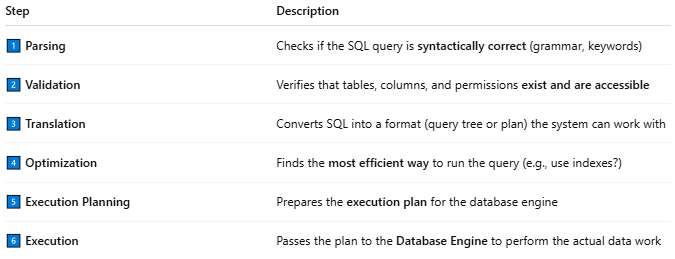 Step Description
1 Parsing Checks if the SQL query is syntactically correct (grammar, keywords)
2 Validation Verifies that tables, columns, and permissions exist and are accessible
3 Translation Converts SQL into a format (query tree or plan) the system can work with
4 Optimization Finds the most efficient way to run the query (e.g., use indexes?)
5 Execution Planning Prepares the execution plan for the database engine
6 Execution Passes the plan to the Database Engine to perform the actual data work